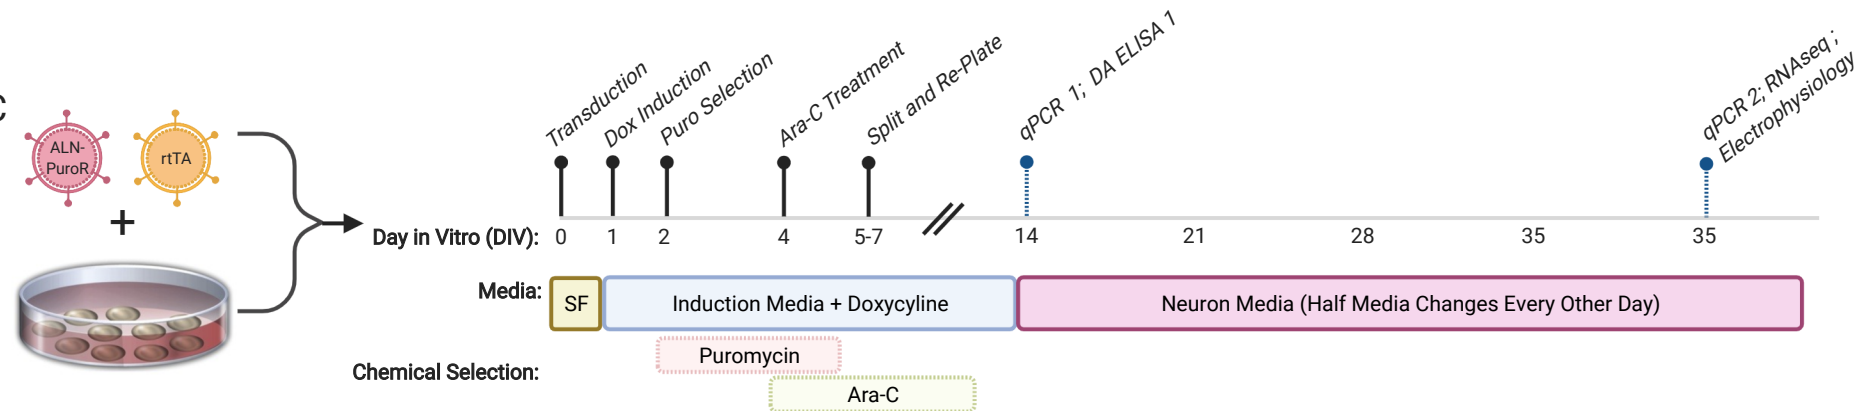 C
ALN-
PuroR
rtTA
+
Transduction
Dox Induction
Puro Selection
Ara-C Treatment
Split and Re-Plate
qPCR 1; DA ELISA 1
qPCR 2; RNAseq ;
Electrophysiology
Day in Vitro (DIV): 0 1 2 4 5-7 14 21 28 35 35
Media: SF Induction Media + Doxycyline Neuron Media (Half Media Changes Every Other Day)
Chemical Selection:
Puromycin
Ara-C